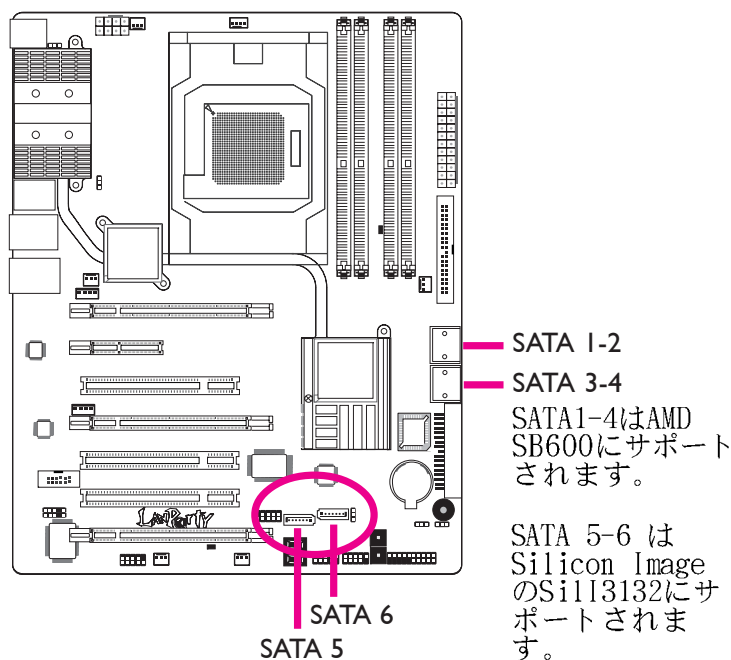 SATA 1-2
SATA 3-4
SATA1-4はAMD
SB600にサポート
されます。
SATA 5-6 は
Silicon Image
のSilI3132にサ
ポートされま
す。
LANPARTY
SATA 6
SATA 5